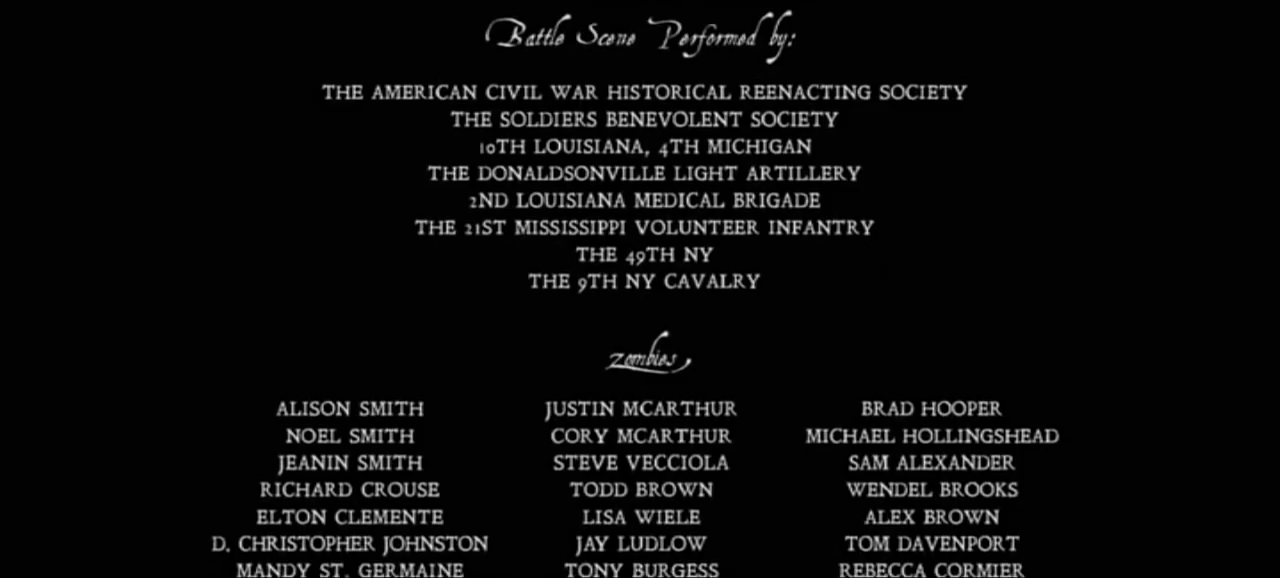 Battle Scene Performed by:
THE AMERICAN CIVIL WAR HISTORICAL REENACTING SOCIETY
THE SOLDIERS BENEVOLENT SOCIETY
10TH LOUISIANA, 4TH MICHIGAN
THE DONALDSONVILLE LIGHT ARTILLERY
2ND LOUISIANA MEDICAL BRIGADE
THE 21ST MISSISSIPPI VOLUNTEER INFANTRY
THE 49TH NY
THE 9TH NY CAVALRY
zombies
ALISON SMITH JUSTIN MCARTHUR BRAD HOOPER
NOEL SMITH CORY MCARTHUR MICHAEL HOLLINGSHEAD
JEANIN SMITH STEVE VECCIOLA SAM ALEXANDER
RICHARD CROUSE TODD BROWN WENDEL BROOKS
ELTON CLEMENTE LISA WIELE ALEX BROWN
D. CHRISTOPHER JOHNSTON JAY LUDLOW TOM DAVENPORT
MANDY ST. GERMAINE TONY BURGESS REBECCA CORMIER